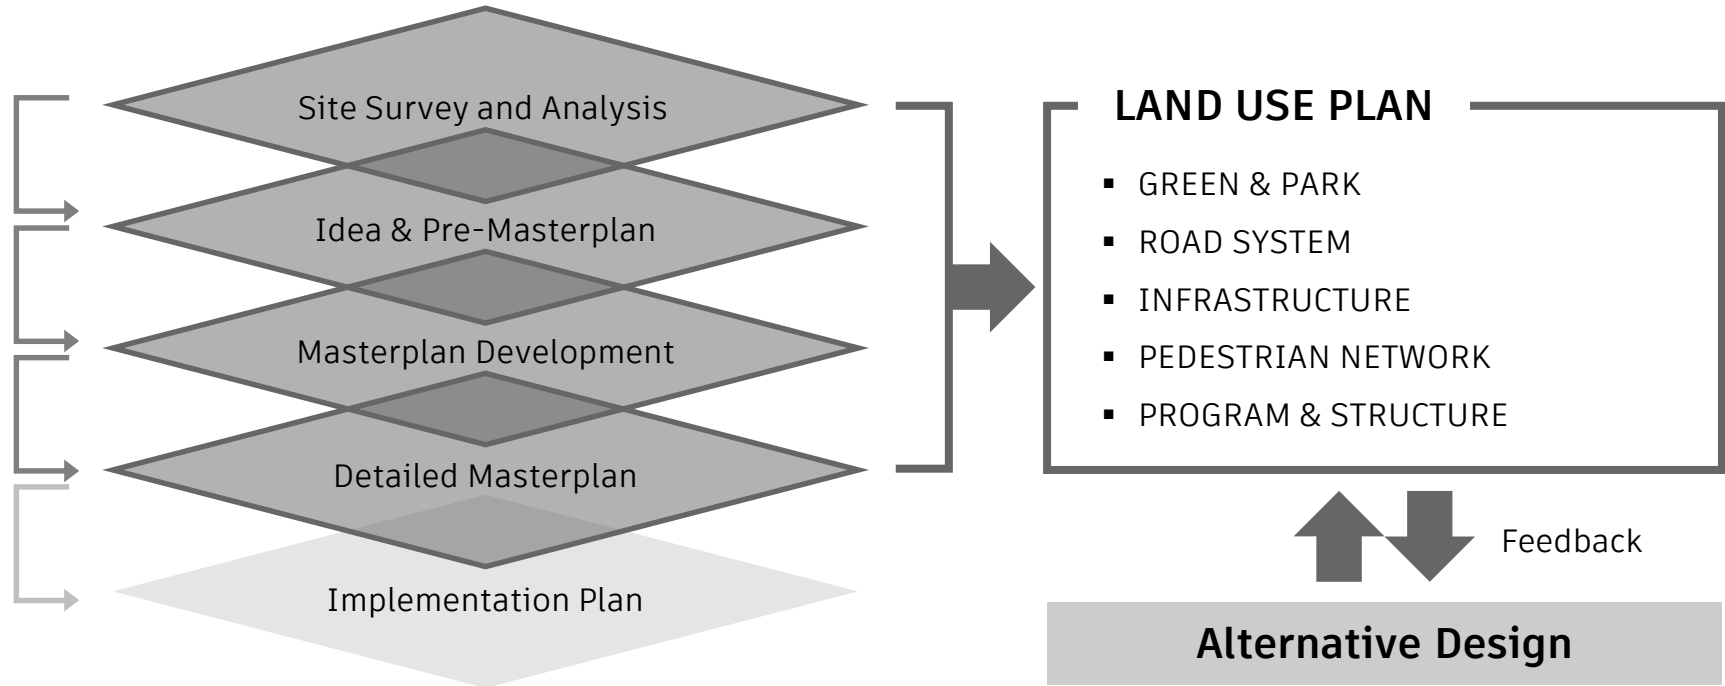 Site Survey and Analysis
Idea & Pre-Masterplan
Masterplan Development
Detailed Masterplan
Implementation Plan
LAND USE PLAN
▪ GREEN & PARK
▪ ROAD SYSTEM
▪ INFRASTRUCTURE
▪ PEDESTRIAN NETWORK
▪ PROGRAM & STRUCTURE
Feedback
Alternative Design